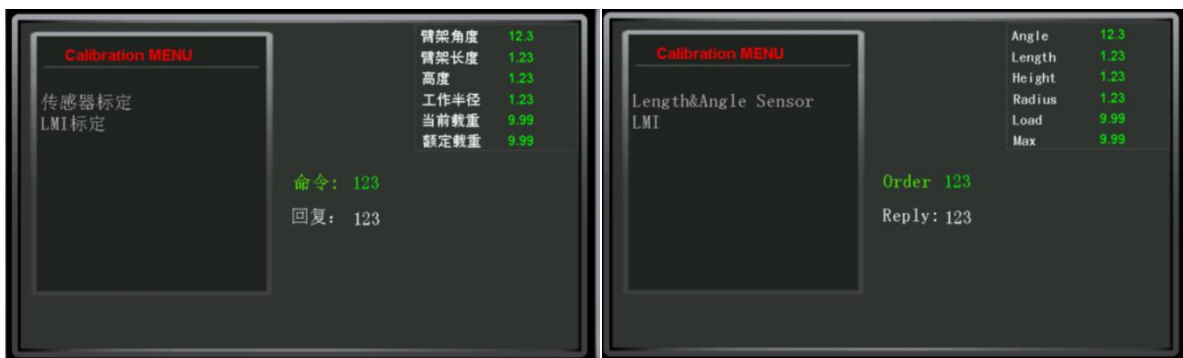 Calibration MENU
传感器标定
LMI标定
臂架角度 12.3
臂架长度 1.23
高度 1.23
工作半径 1.23
当前载重 9.99
额定载重 9.99
命令: 123
回复: 123
Calibration MENU
Length&Angle Sensor
LMI
Angle 12.3
Length 1.23
Height 1.23
Radius 1.23
Load 9.99
Max 9.99
Order 123
Reply: 123